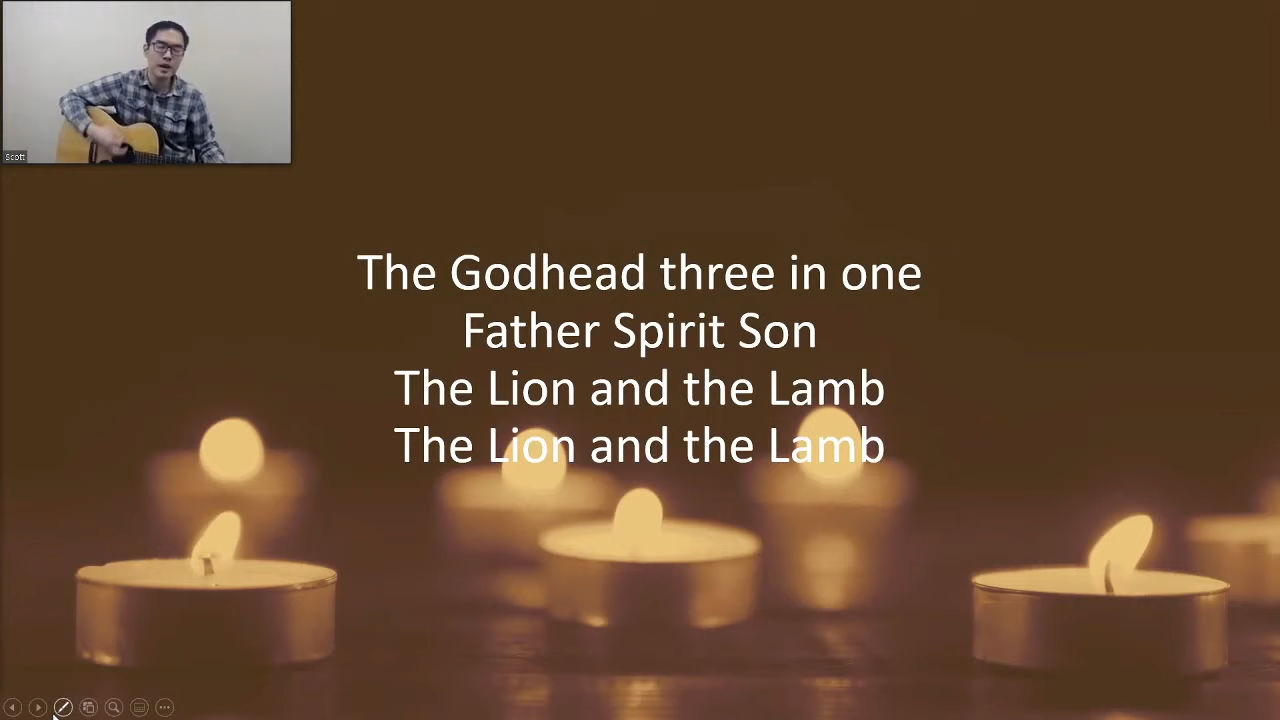 Scott
The Godhead three in one
Father Spirit Son
The Lion and the Lamb
The Lion and the Lamb